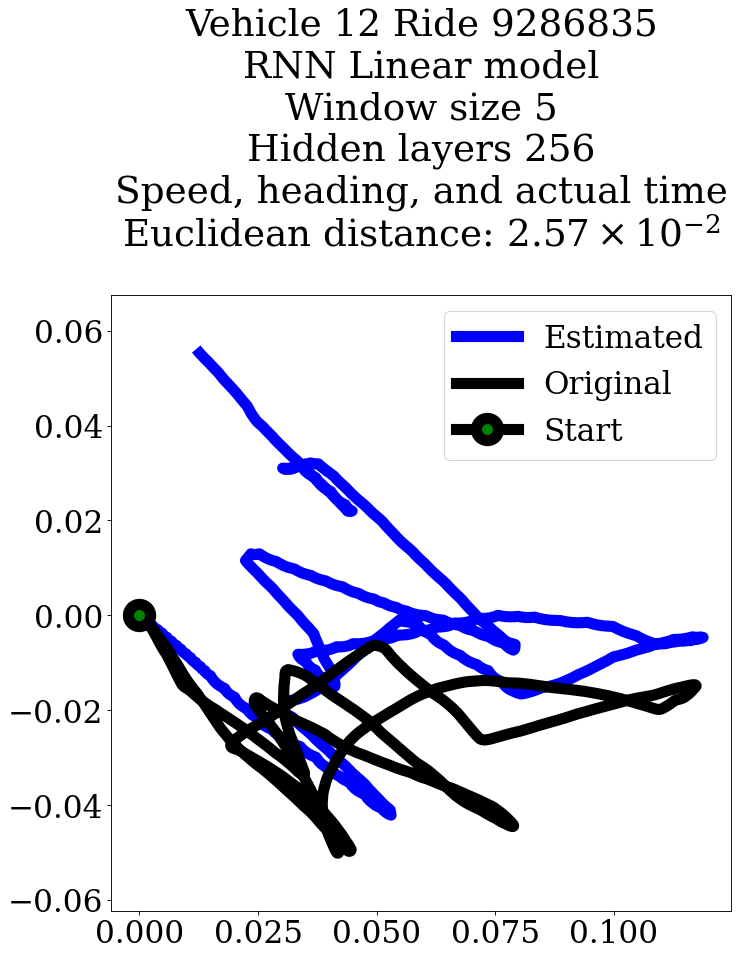 Vehicle 12 Ride 9286835
RNN Linear model
Window size 5
Hidden layers 256
Speed, heading, and actual time
Euclidean distance: 2.57 × 10⁻²
Estimated
Original
Start
0.06
0.04
0.02
0.00
−0.02
−0.04
−0.06
0.000 0.025 0.050 0.075 0.100